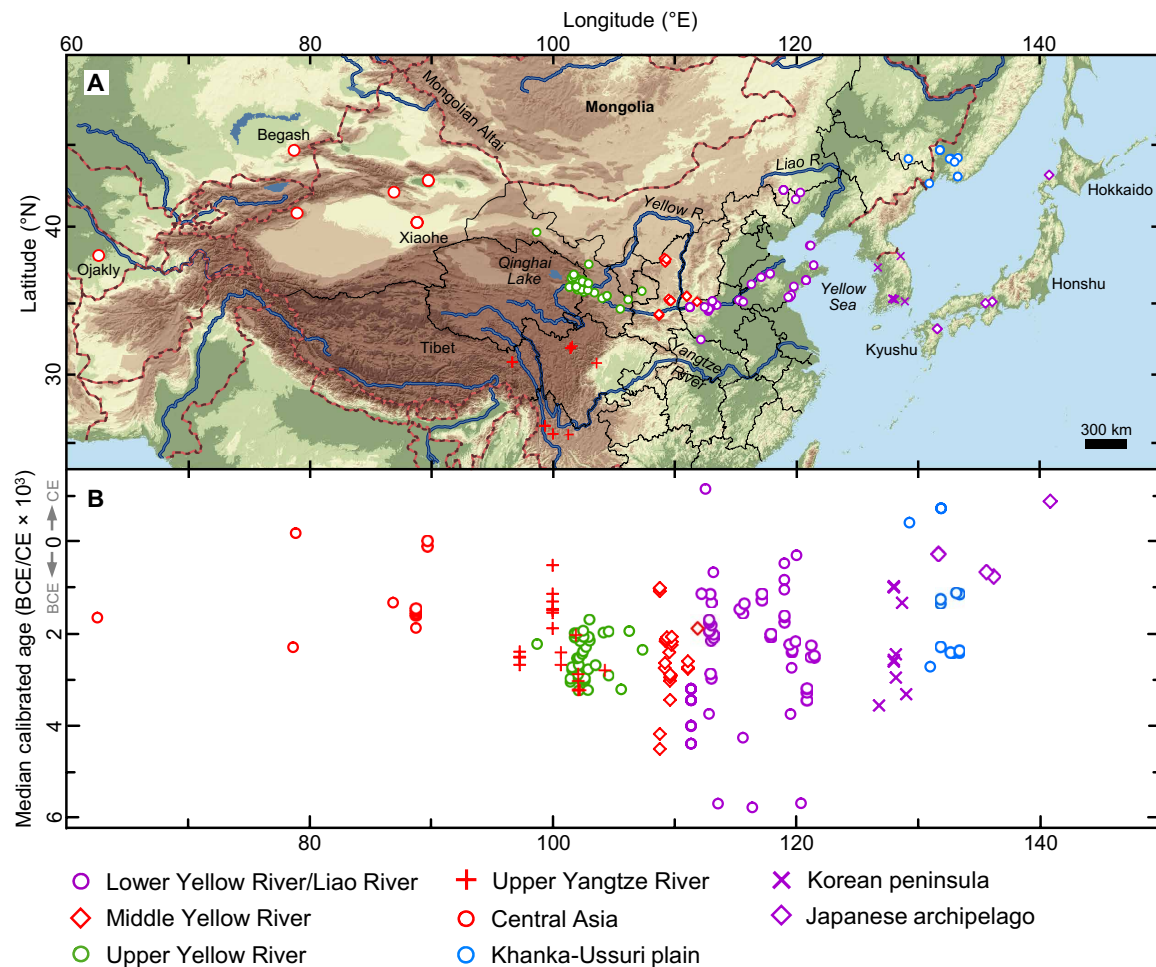 Longitude (°E)
60 80 100 120 140
A
Mongolian Altai
Mongolia
Begash
Liao R.
Hokkaido
Latitude (°N)
40
Yellow R.
Xiaohe
Ojakly
Qinghai
Lake
Yellow
Sea
Honshu
Kyushu
Tibet
Yangtze
River
30
300 km
B
Median calibrated age (BCE/CE × 10³)
BCE CE
0
2
4
6
80 100 120 140
Lower Yellow River/Liao River
Middle Yellow River
Upper Yellow River
Upper Yangtze River
Central Asia
Khanka-Ussuri plain
Korean peninsula
Japanese archipelago